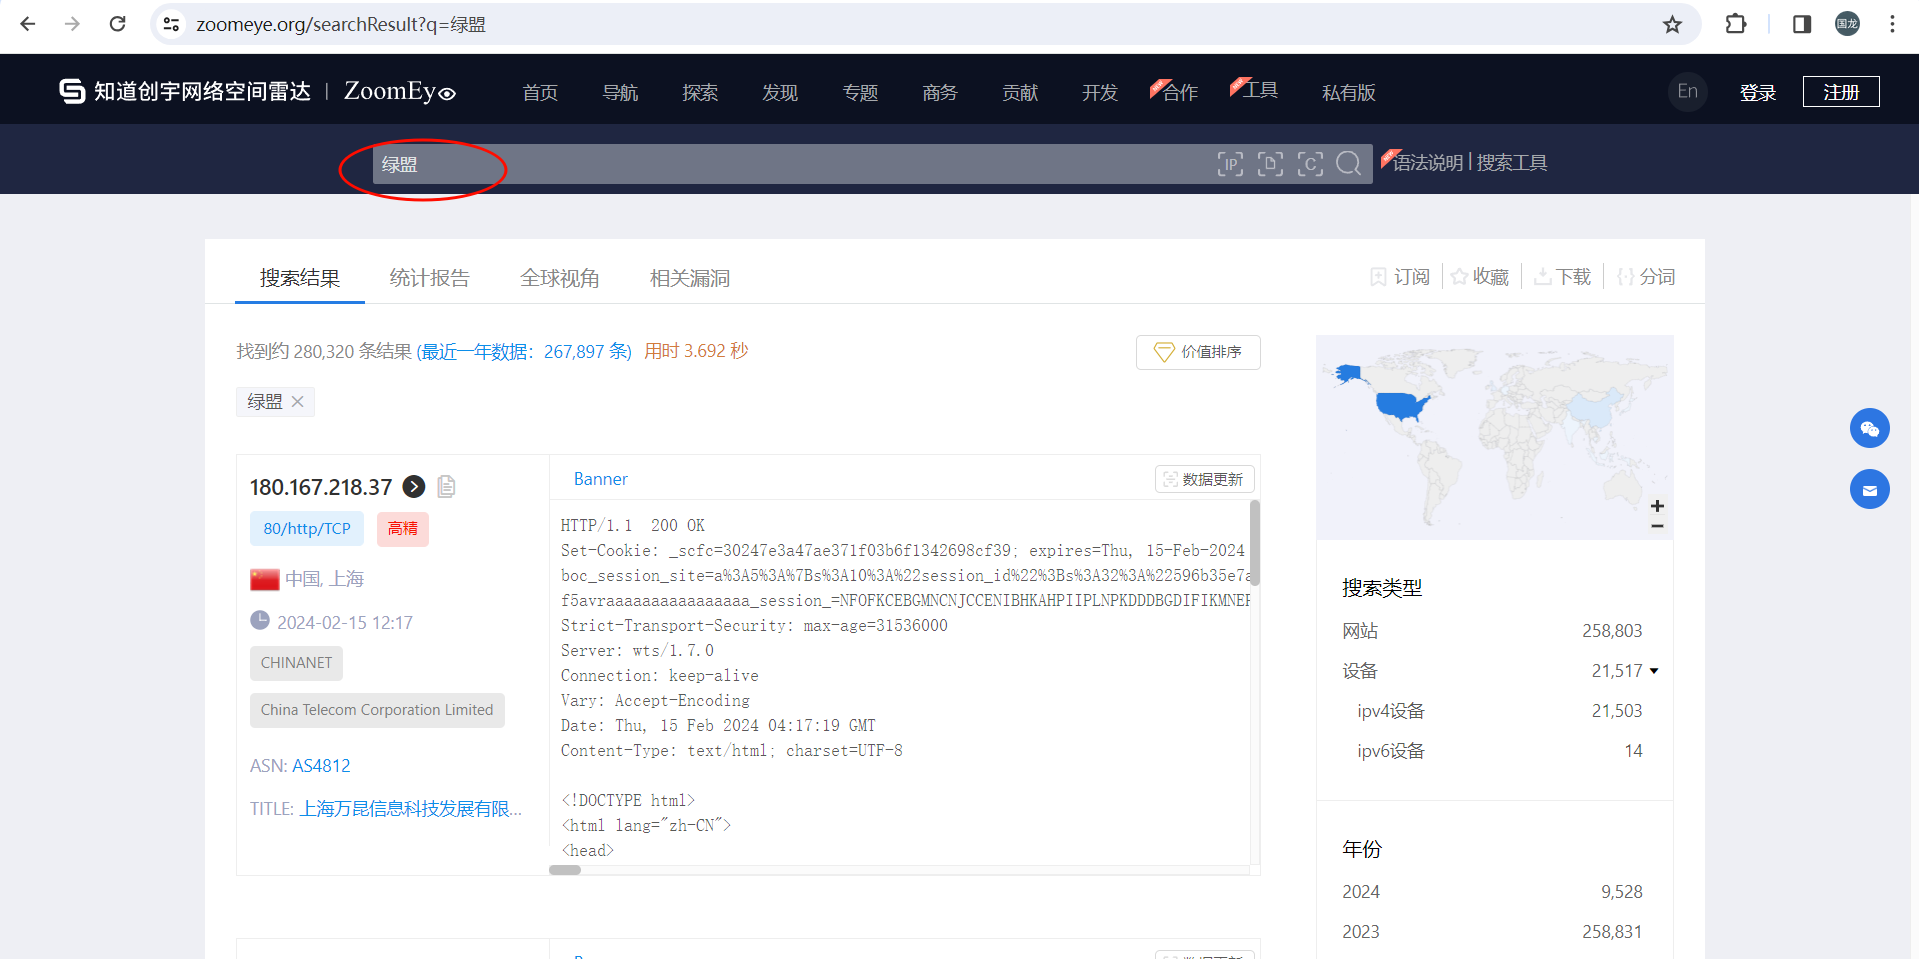 zoomeye.org/searchResult?q=绿盟
国龙
知道创宇网络空间雷达 | ZoomEye 首页 导航 探索 发现 专题 商务 贡献 开发 合作 工具 私有版 En 登录 注册
绿盟 IP D C 语法说明 | 搜索工具
搜索结果 统计报告 全球视角 相关漏洞 订阅 收藏 下载 分词
找到约 280,320 条结果 (最近一年数据：267,897 条) 用时 3.692 秒 价值排序
绿盟
180.167.218.37
80/http/TCP 高精
中国, 上海
2024-02-15 12:17
CHINANET
China Telecom Corporation Limited
ASN: AS4812
TITLE: 上海万昆信息科技发展有限...
Banner 数据更新
HTTP/1.1 200 OK
Set-Cookie: _scfc=30247e3a47ae371f03b6f1342698cf39; expires=Thu, 15-Feb-2024
boc_session_site=a%3A5%3A%7Bs%3A10%3A%22session_id%22%3Bs%3A32%3A%22596b35e7a
f5avraaaaaaaaaaaaaaaa_session_=NFOFKCEBGMNCNJCCENIBHKAHPIIPLNPKDDDBGDIFIKMNEF
Strict-Transport-Security: max-age=31536000
Server: wts/1.7.0
Connection: keep-alive
Vary: Accept-Encoding
Date: Thu, 15 Feb 2024 04:17:19 GMT
Content-Type: text/html; charset=UTF-8
<!DOCTYPE html>
<html lang="zh-CN">
<head>
搜索类型
网站 258,803
设备 21,517
ipv4设备 21,503
ipv6设备 14
年份
2024 9,528
2023 258,831